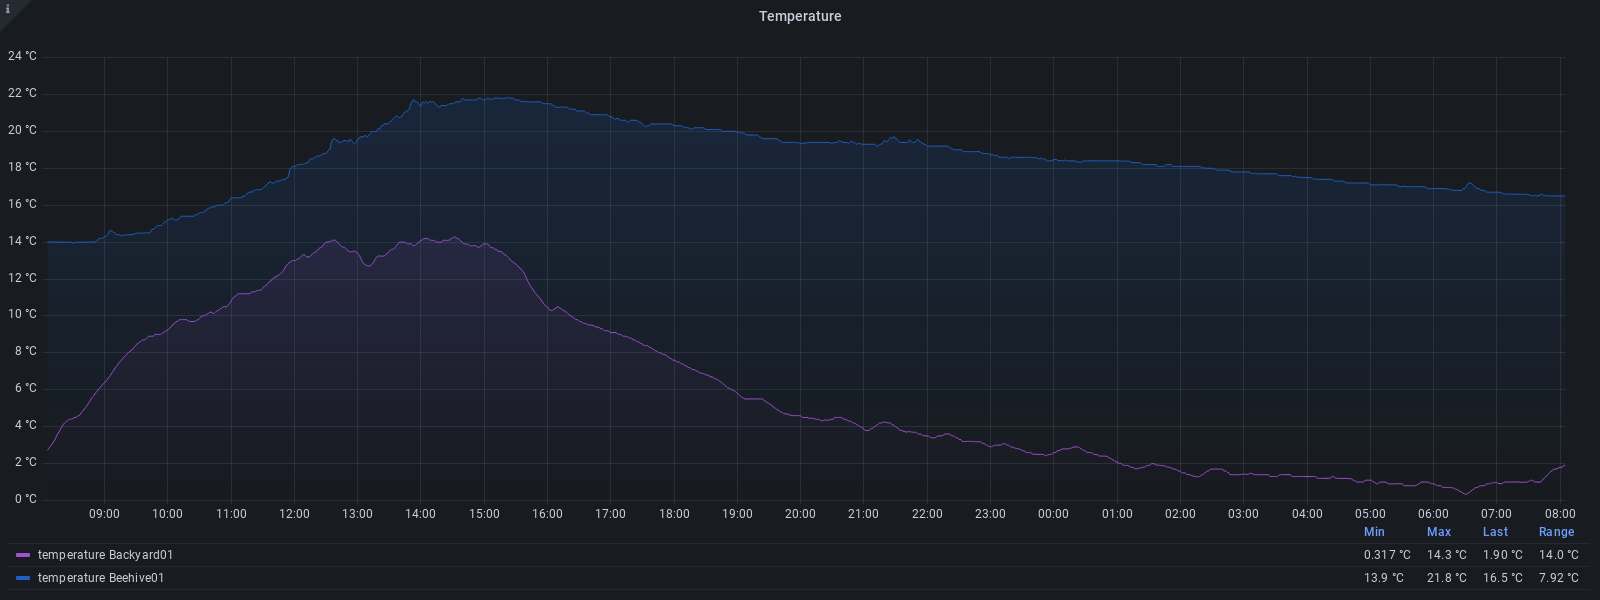 i
Temperature
24 °C
22 °C
20 °C
18 °C
16 °C
14 °C
12 °C
10 °C
8 °C
6 °C
4 °C
2 °C
0 °C
09:00 10:00 11:00 12:00 13:00 14:00 15:00 16:00 17:00 18:00 19:00 20:00 21:00 22:00 23:00 00:00 01:00 02:00 03:00 04:00 05:00 06:00 07:00 08:00
Min Max Last Range
temperature Backyard01 0.317 °C 14.3 °C 1.90 °C 14.0 °C
temperature Beehive01 13.9 °C 21.8 °C 16.5 °C 7.92 °C